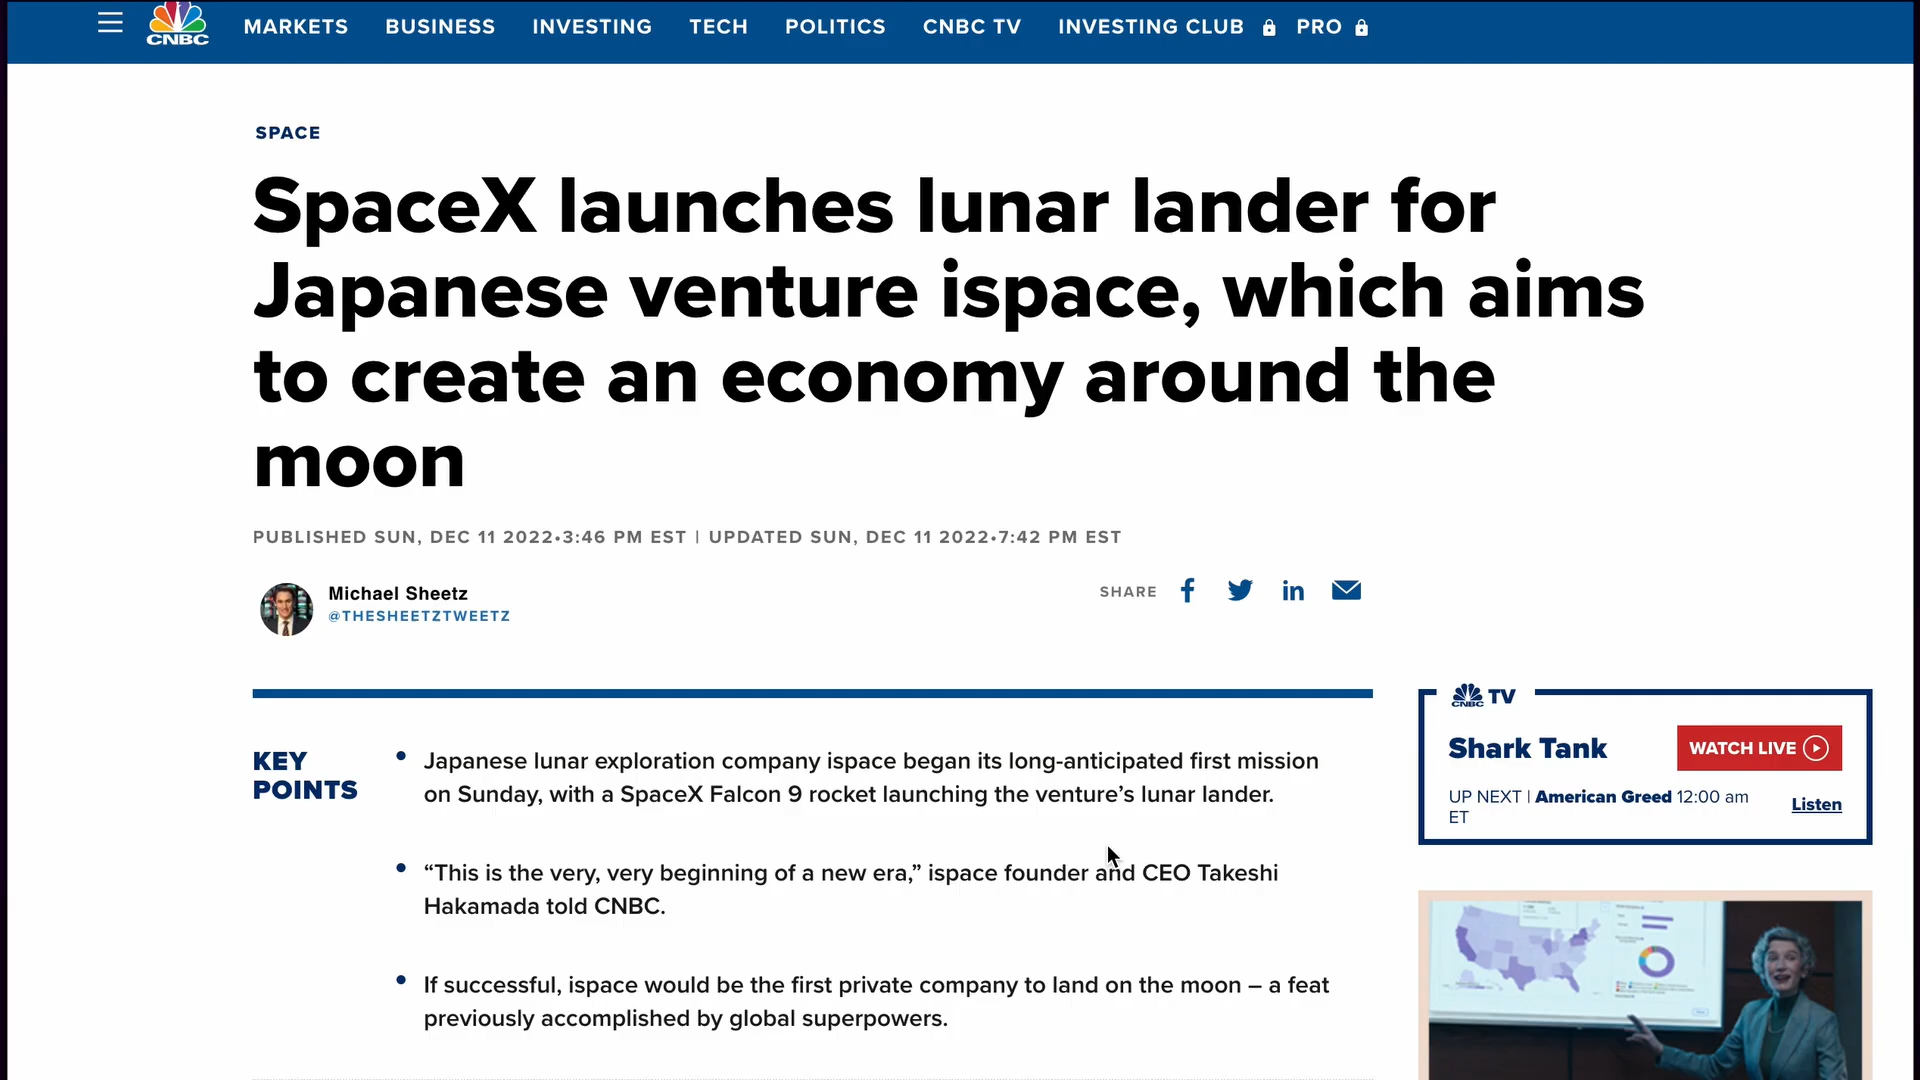 CNBC
MARKETS
BUSINESS
INVESTING
TECH
POLITICS
CNBC TV
INVESTING CLUB
PRO
SPACE
SpaceX launches lunar lander for
Japanese venture ispace, which aims
to create an economy around the
moon
PUBLISHED SUN, DEC 11 2022•3:46 PM EST | UPDATED SUN, DEC 11 2022•7:42 PM EST
Michael Sheetz
@THESHEETZTWEETZ
SHARE
KEY
POINTS
Japanese lunar exploration company ispace began its long-anticipated first mission
on Sunday, with a SpaceX Falcon 9 rocket launching the venture’s lunar lander.
“This is the very, very beginning of a new era,” ispace founder and CEO Takeshi
Hakamada told CNBC.
If successful, ispace would be the first private company to land on the moon – a feat
previously accomplished by global superpowers.
CNBC TV
Shark Tank
WATCH LIVE
UP NEXT | American Greed 12:00 am
ET
Listen